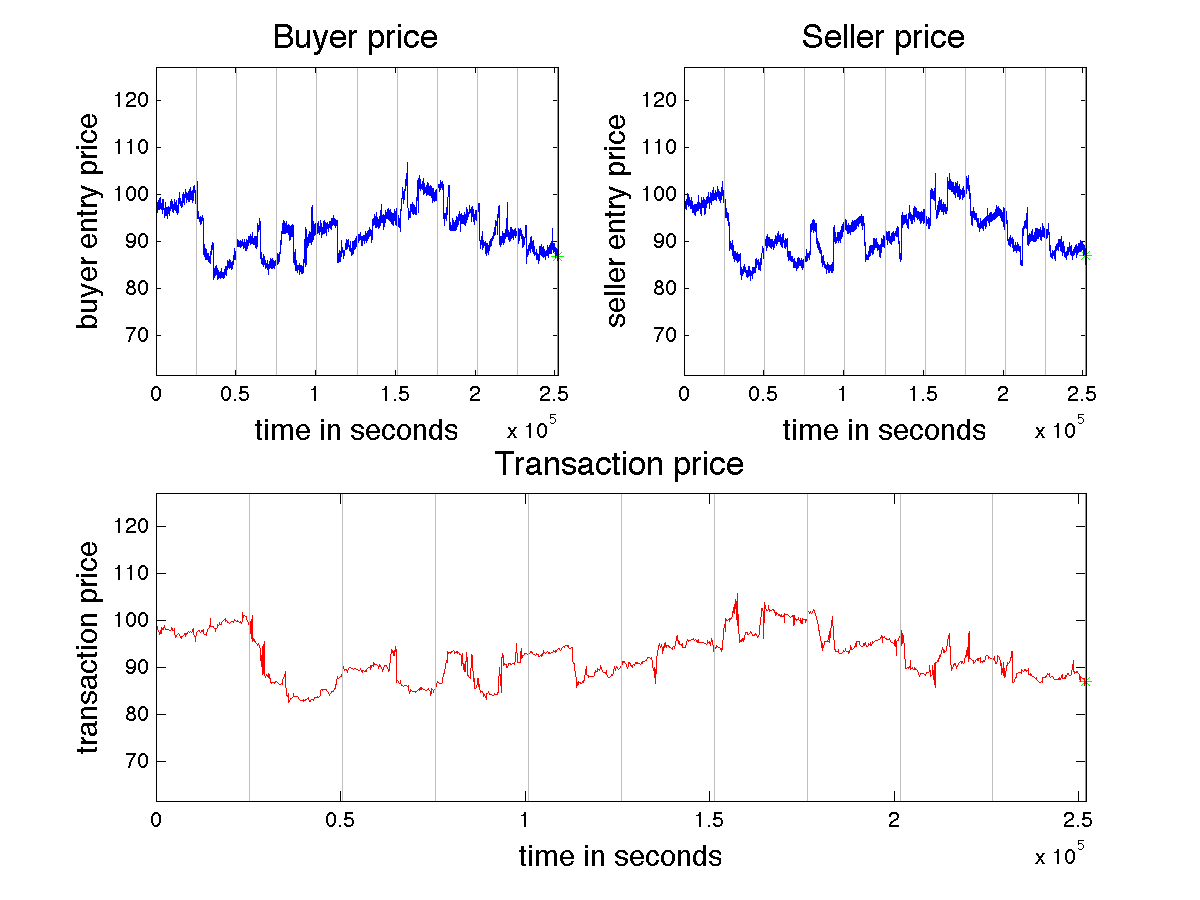 Buyer price
Seller price
buyer entry price
120
110
100
90
80
70
0 0.5 1 1.5 2 2.5
time in seconds
x 10^5
seller entry price
120
110
100
90
80
70
0 0.5 1 1.5 2 2.5
time in seconds
x 10^5
Transaction price
transaction price
120
110
100
90
80
70
0 0.5 1 1.5 2 2.5
time in seconds
x 10^5